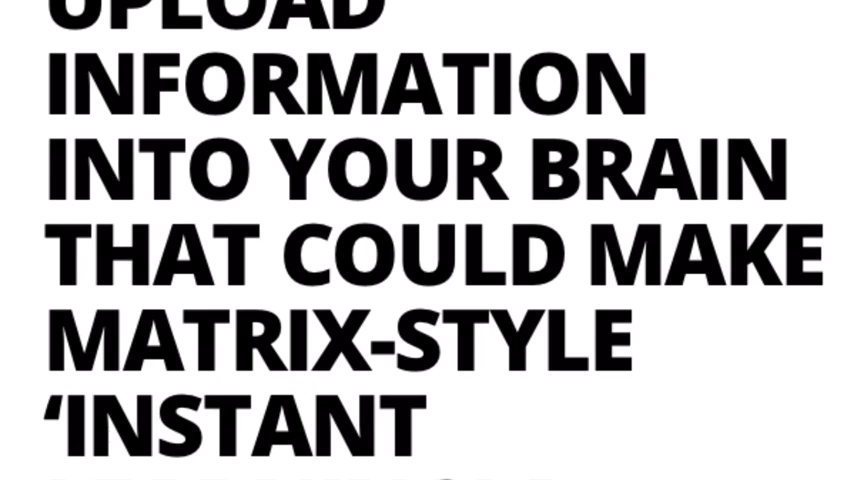 UPLOAD
INFORMATION
INTO YOUR BRAIN
THAT COULD MAKE
MATRIX-STYLE
‘INSTANT